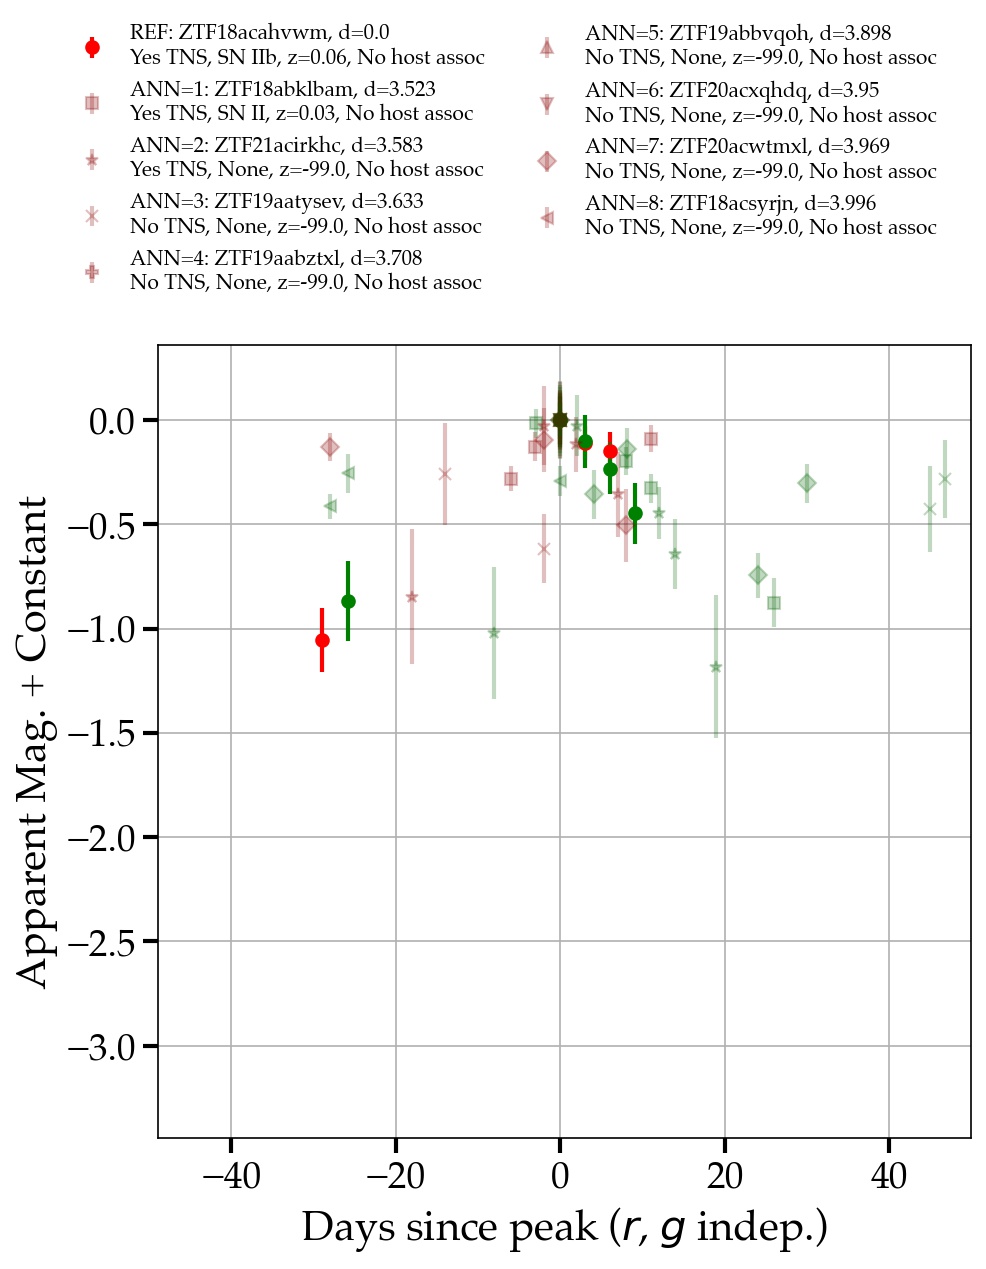 REF: ZTF18acahvwm, d=0.0
Yes TNS, SN IIb, z=0.06, No host assoc
ANN=1: ZTF18abklbam, d=3.523
Yes TNS, SN II, z=0.03, No host assoc
ANN=2: ZTF21acirkhc, d=3.583
Yes TNS, None, z=-99.0, No host assoc
ANN=3: ZTF19aatysev, d=3.633
No TNS, None, z=-99.0, No host assoc
ANN=4: ZTF19aabztxl, d=3.708
No TNS, None, z=-99.0, No host assoc
ANN=5: ZTF19abbvqoh, d=3.898
No TNS, None, z=-99.0, No host assoc
ANN=6: ZTF20acxqhdq, d=3.95
No TNS, None, z=-99.0, No host assoc
ANN=7: ZTF20acwtmxl, d=3.969
No TNS, None, z=-99.0, No host assoc
ANN=8: ZTF18acsyrjn, d=3.996
No TNS, None, z=-99.0, No host assoc
Apparent Mag. + Constant
0.0
−0.5
−1.0
−1.5
−2.0
−2.5
−3.0
−40 −20 0 20 40
Days since peak (r, g indep.)